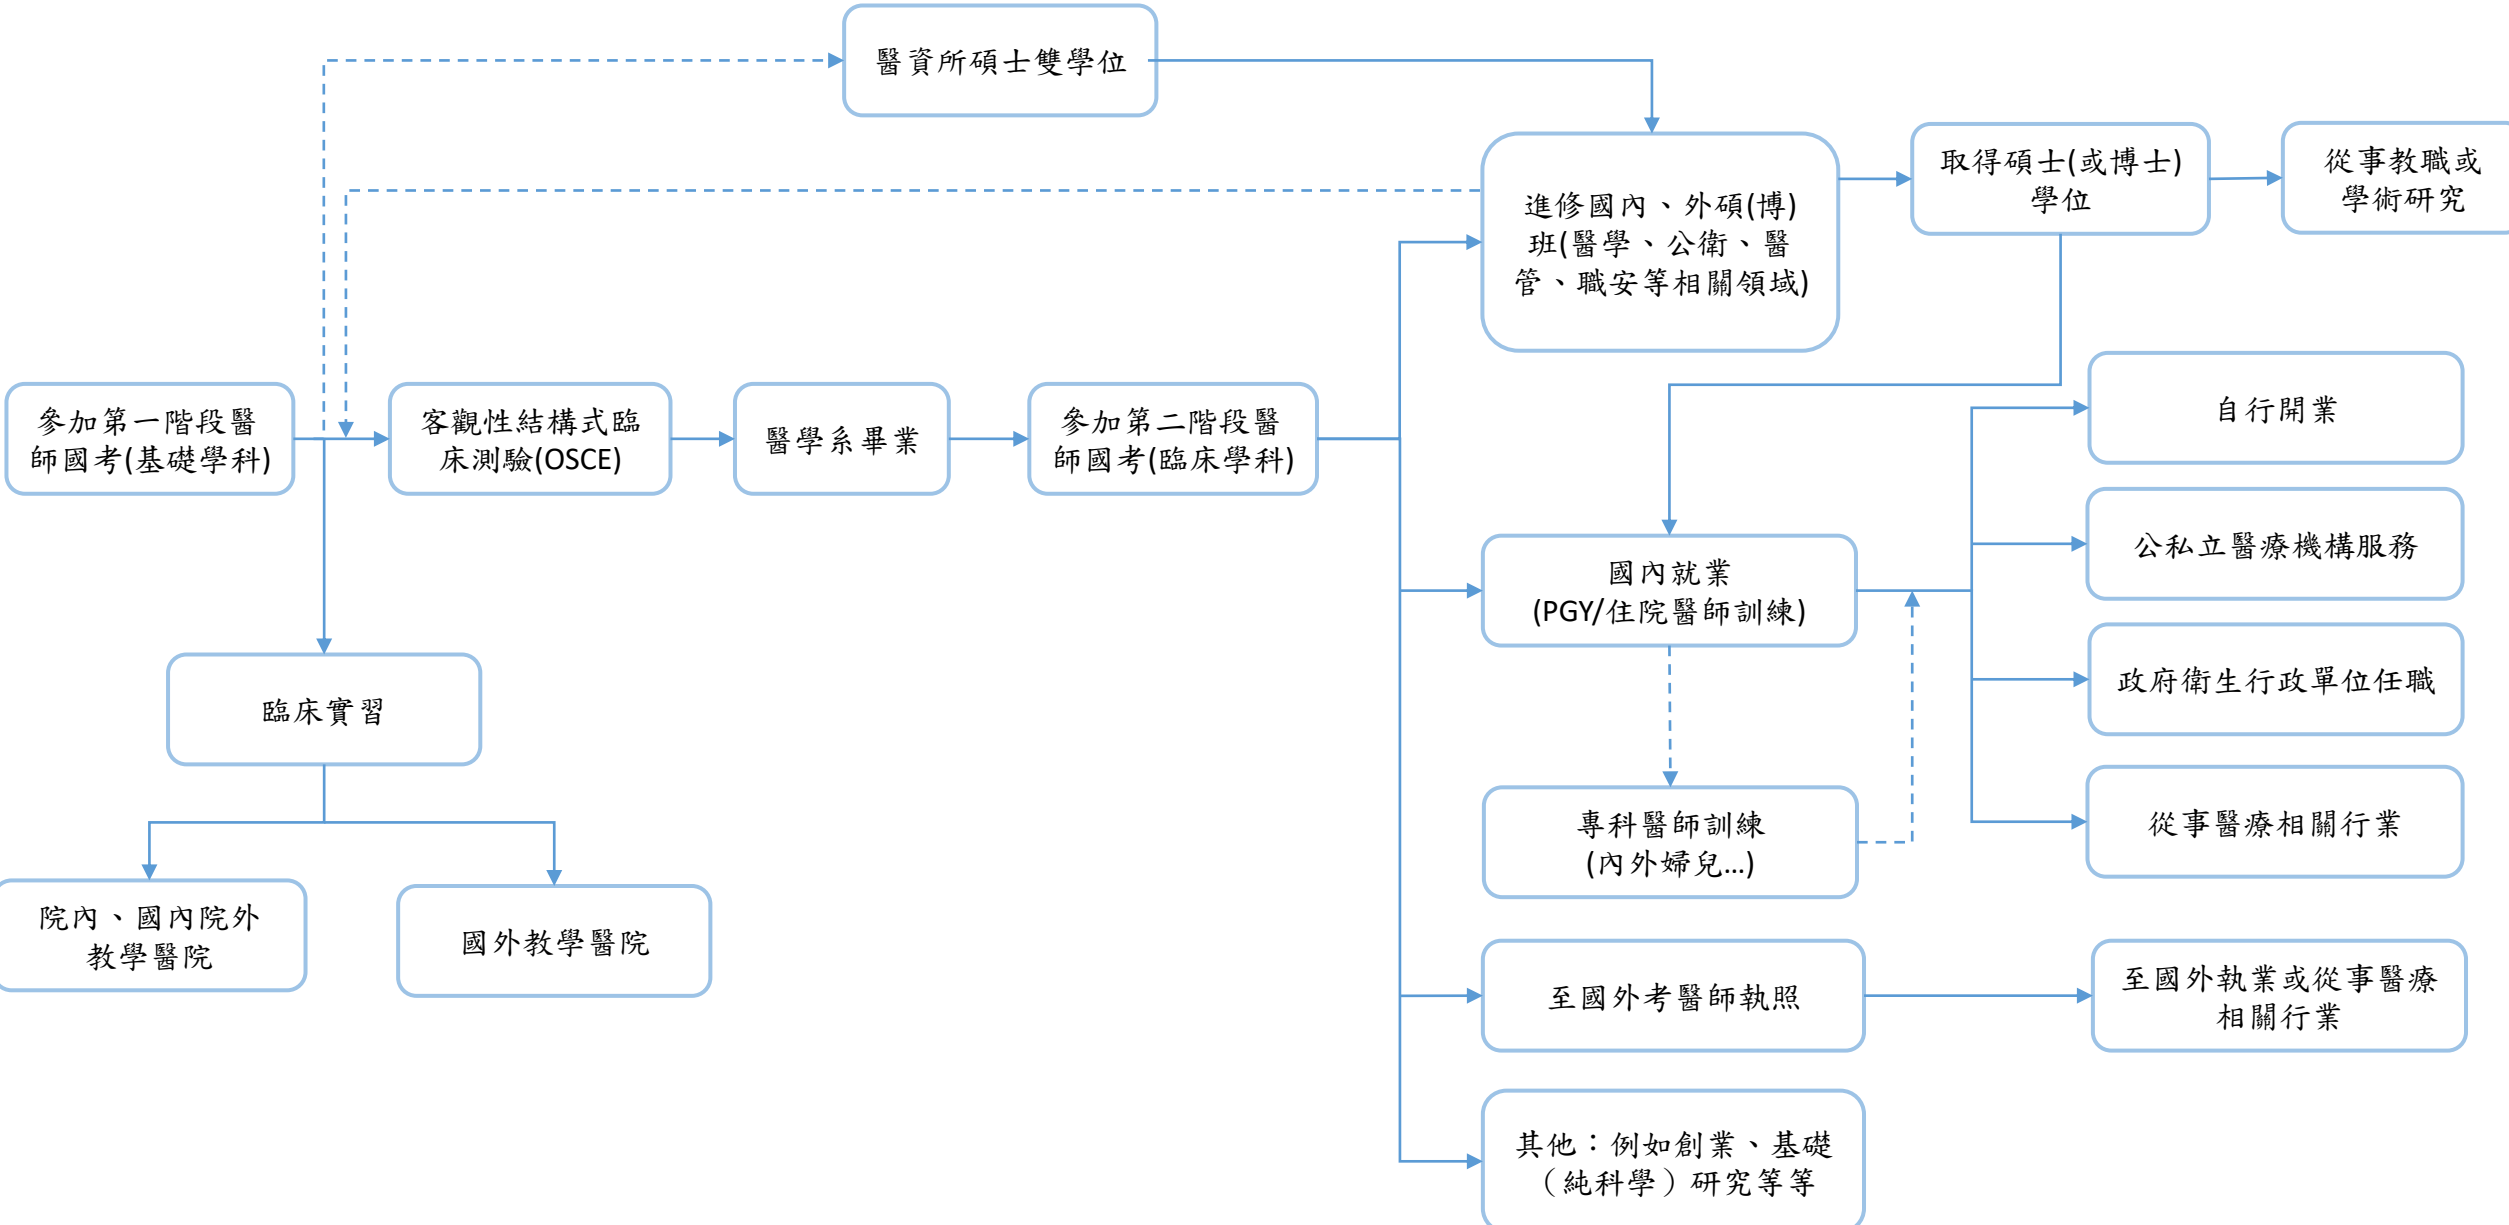 醫資所碩士雙學位
進修國內、外碩(博)
班(醫學、公衛、醫
管、職安等相關領域)
取得碩士(或博士)
學位
從事教職或
學術研究
參加第一階段醫
師國考(基礎學科)
客觀性結構式臨
床測驗(OSCE)
醫學系畢業
參加第二階段醫
師國考(臨床學科)
自行開業
公私立醫療機構服務
國內就業
(PGY/住院醫師訓練)
政府衛生行政單位任職
臨床實習
專科醫師訓練
(內外婦兒…)
從事醫療相關行業
院內、國內院外
教學醫院
國外教學醫院
至國外考醫師執照
至國外執業或從事醫療
相關行業
其他：例如創業、基礎
（純科學）研究等等